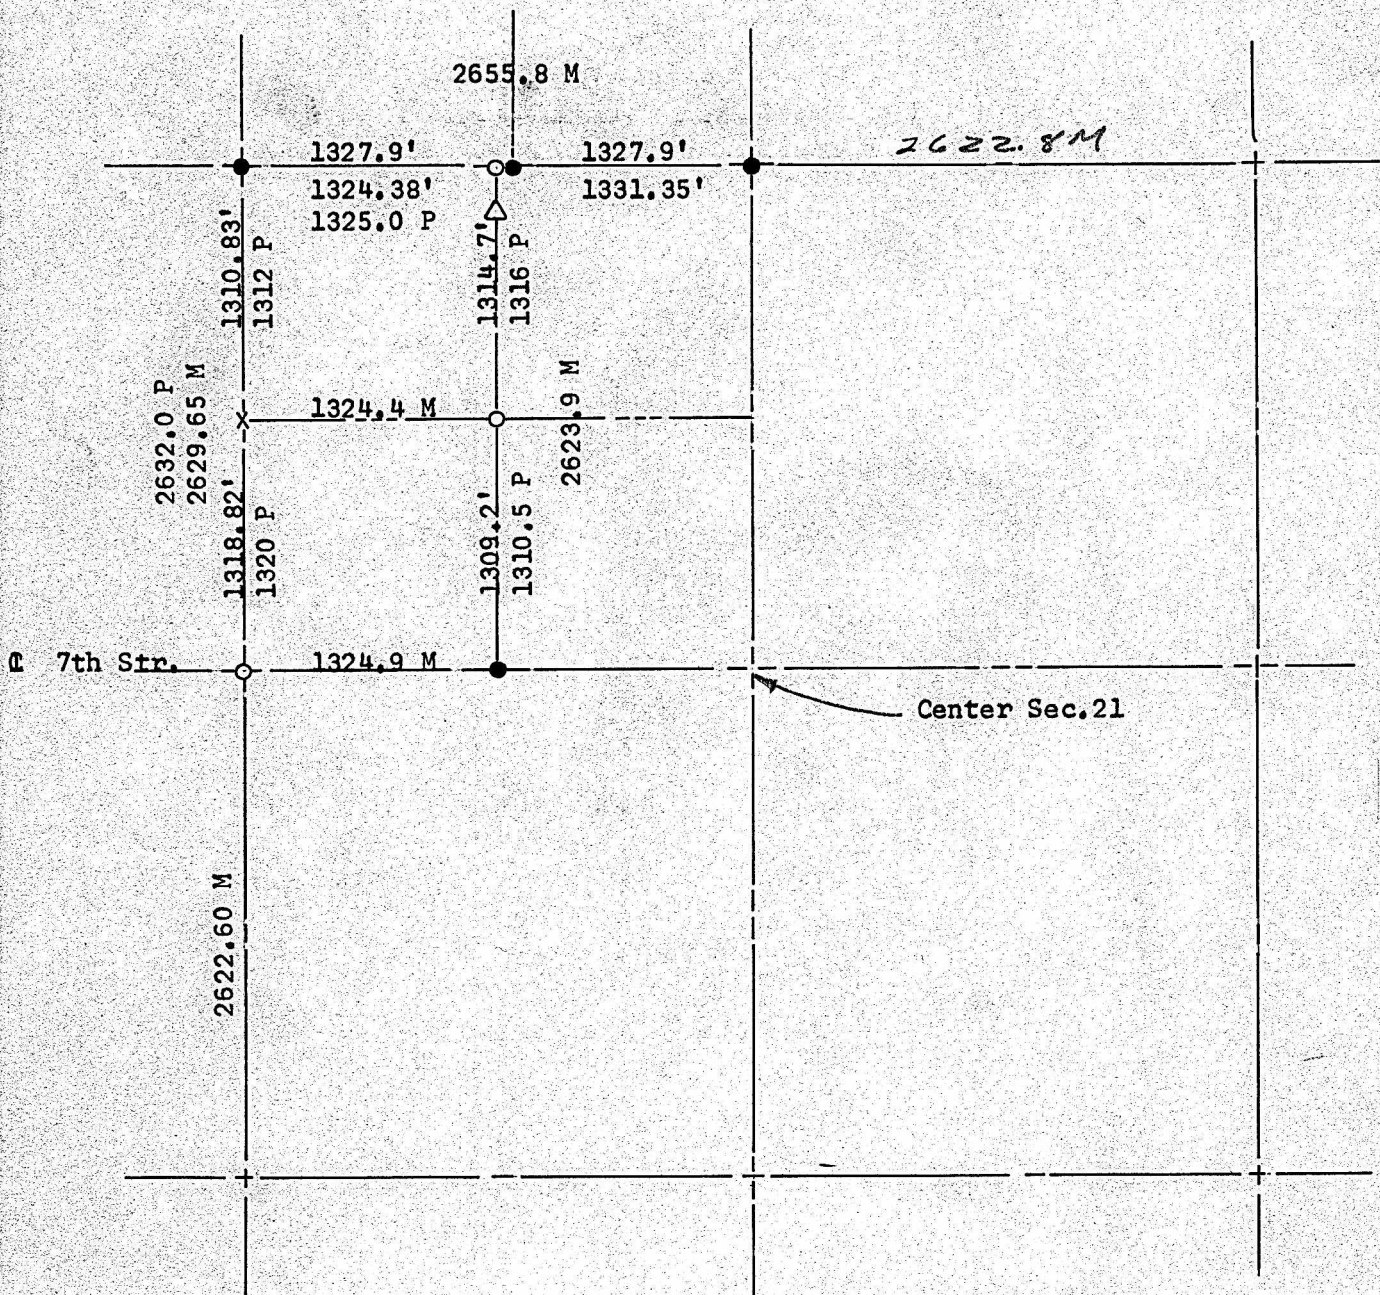 2655.8 M
1327.9'
1327.9'
2622.8M
1324.38'
1331.35'
1325.0 P
1310.83'
1312 P
1314.7'
1316 P
2632.0 P
2629.65 M
1324.4 M
2623.9 M
1318.82'
1320 P
1309.2'
1310.5 P
℄ 7th Str.
1324.9 M
Center Sec.21
2622.60 M